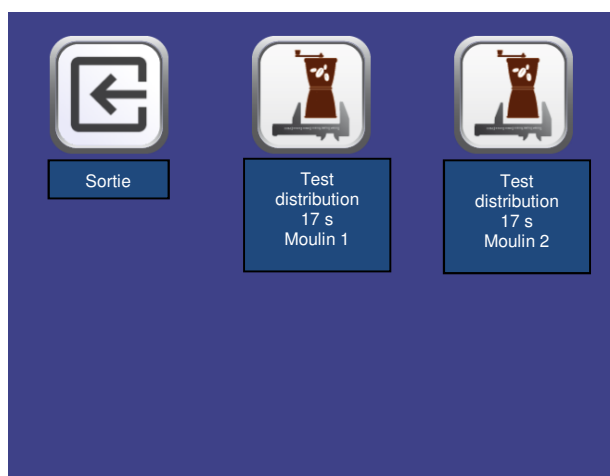 Sortie
Test
distribution
17 s
Moulin 1
Test
distribution
17 s
Moulin 2